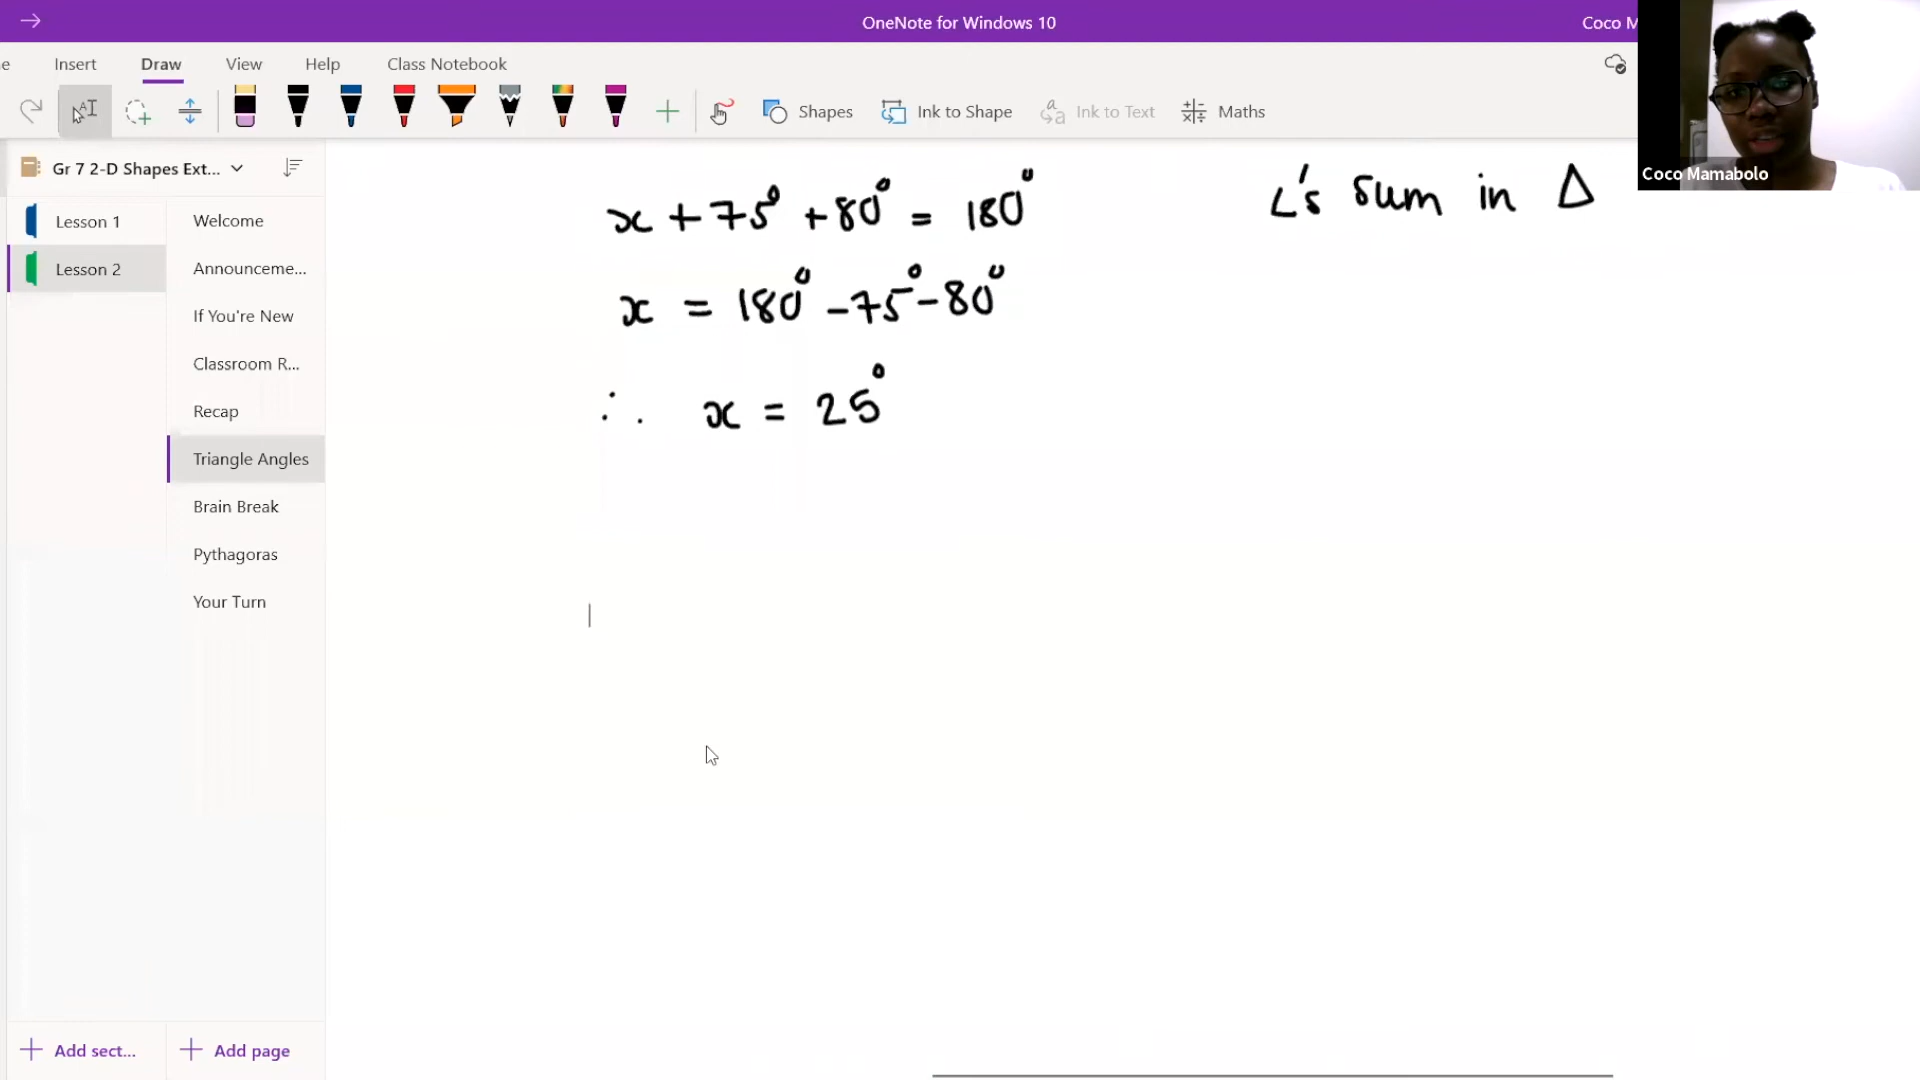 OneNote for Windows 10
Coco M
e
Insert
Draw
View
Help
Class Notebook
Shapes
Ink to Shape
Ink to Text
Maths
Coco Mamabolo
Gr 7 2-D Shapes Ext...
Lesson 1
Lesson 2
Welcome
Announceme...
If You're New
Classroom R...
Recap
Triangle Angles
Brain Break
Pythagoras
Your Turn
x + 75° + 80° = 180°
∠'s sum in Δ
x = 180° - 75° - 80°
∴ x = 25°
Add sect...
Add page